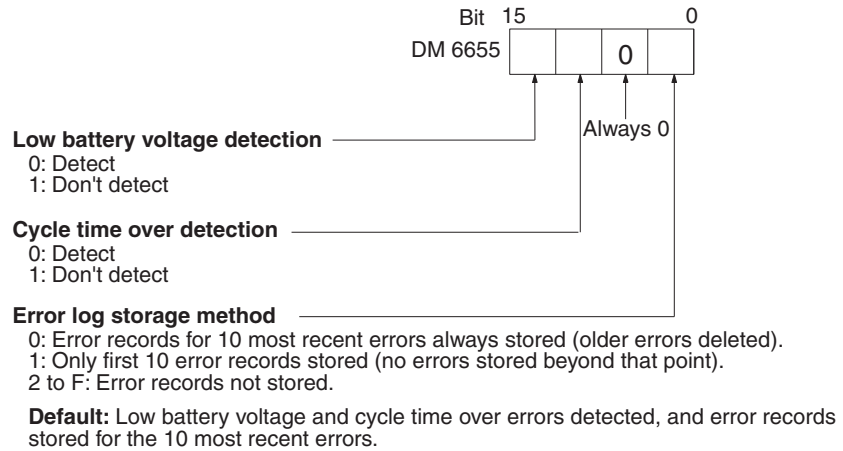 Bit 15 0
DM 6655 0
Always 0
Low battery voltage detection
0: Detect
1: Don't detect
Cycle time over detection
0: Detect
1: Don't detect
Error log storage method
0: Error records for 10 most recent errors always stored (older errors deleted).
1: Only first 10 error records stored (no errors stored beyond that point).
2 to F: Error records not stored.
Default: Low battery voltage and cycle time over errors detected, and error records
stored for the 10 most recent errors.